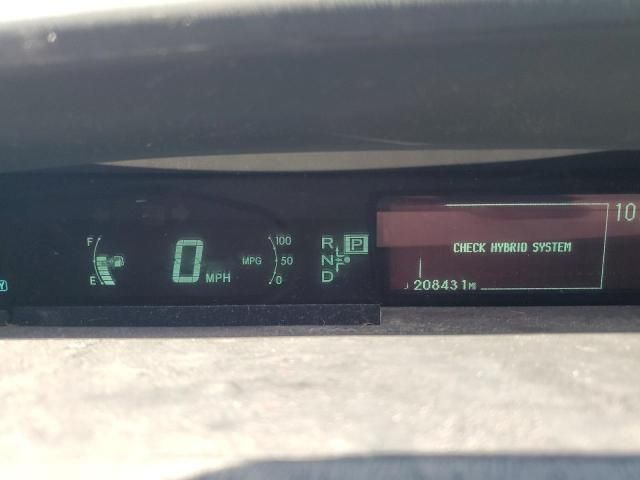 F
E
0 MPH
MPG
100
50
0
R
N
D
P
10
CHECK HYBRID SYSTEM
208431 MI